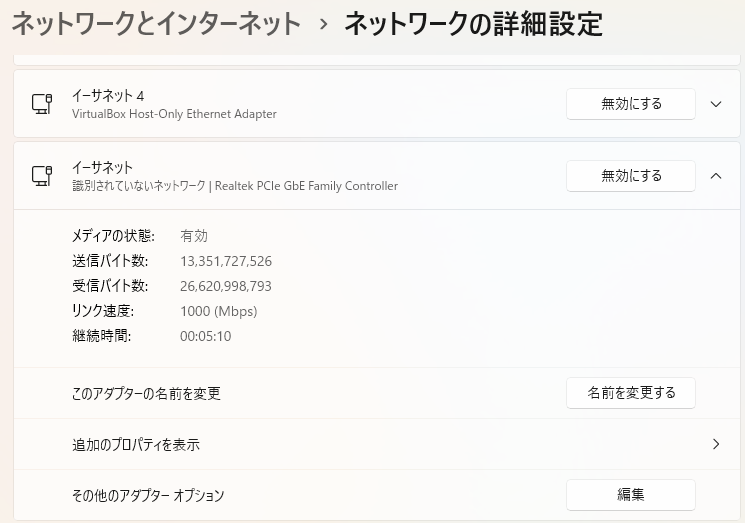 ネットワークとインターネット › ネットワークの詳細設定
イーサネット 4
VirtualBox Host-Only Ethernet Adapter
無効にする
イーサネット
識別されていないネットワーク | Realtek PCIe GbE Family Controller
無効にする
メディアの状態: 有効
送信バイト数: 13,351,727,526
受信バイト数: 26,620,998,793
リンク速度: 1000 (Mbps)
継続時間: 00:05:10
このアダプターの名前を変更
名前を変更する
追加のプロパティを表示
その他のアダプター オプション
編集